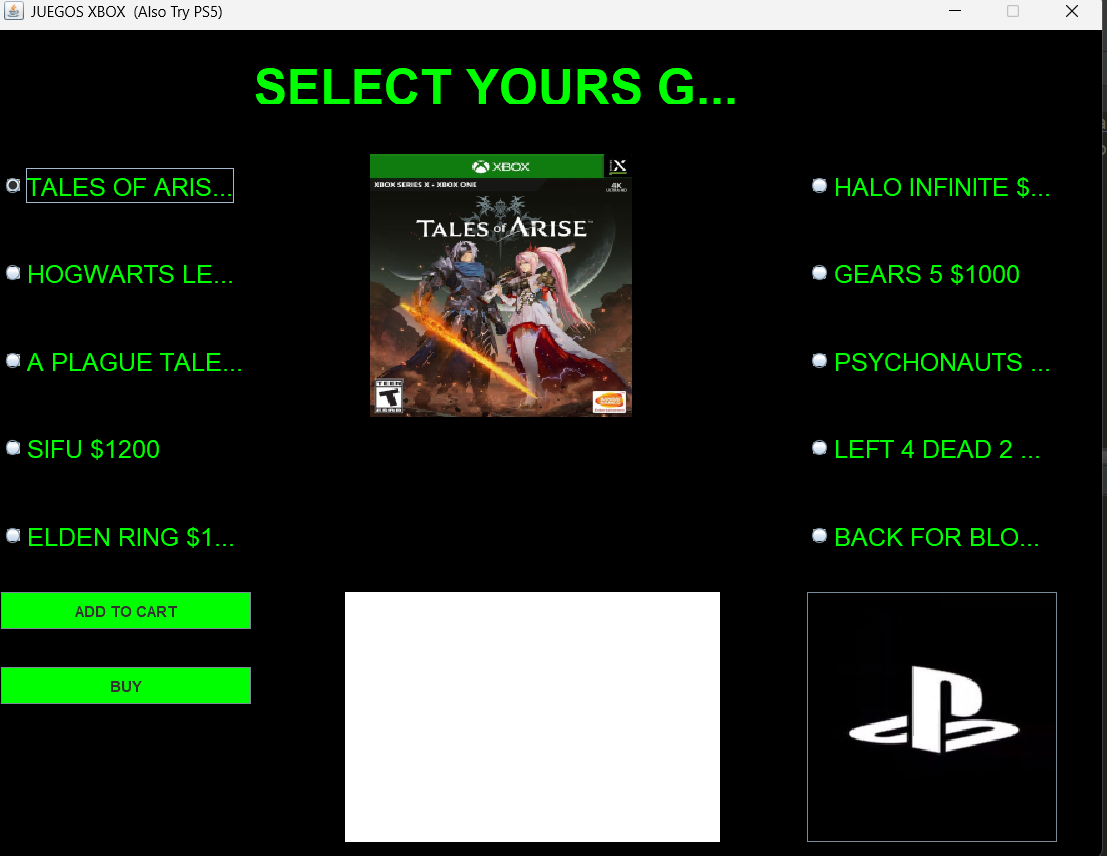 JUEGOS XBOX (Also Try PS5)
SELECT YOURS G...
TALES OF ARIS...
HOGWARTS LE...
A PLAGUE TALE...
SIFU $1200
ELDEN RING $1...
XBOX
X
XBOX SERIES X - XBOX ONE
4K
ULTRA HD
TALES of ARISE
TEEN
T
HALO INFINITE $...
GEARS 5 $1000
PSYCHONAUTS ...
LEFT 4 DEAD 2 ...
BACK FOR BLO...
ADD TO CART
BUY